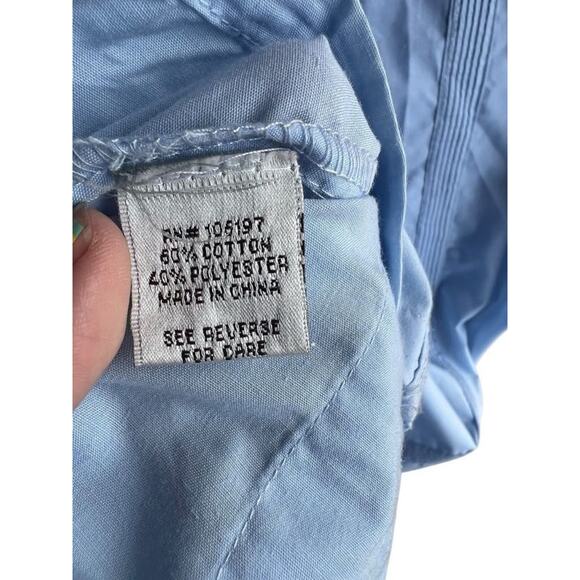 RN# 105197
60% COTTON
40% POLYESTER
MADE IN CHINA
SEE REVERSE
FOR CARE